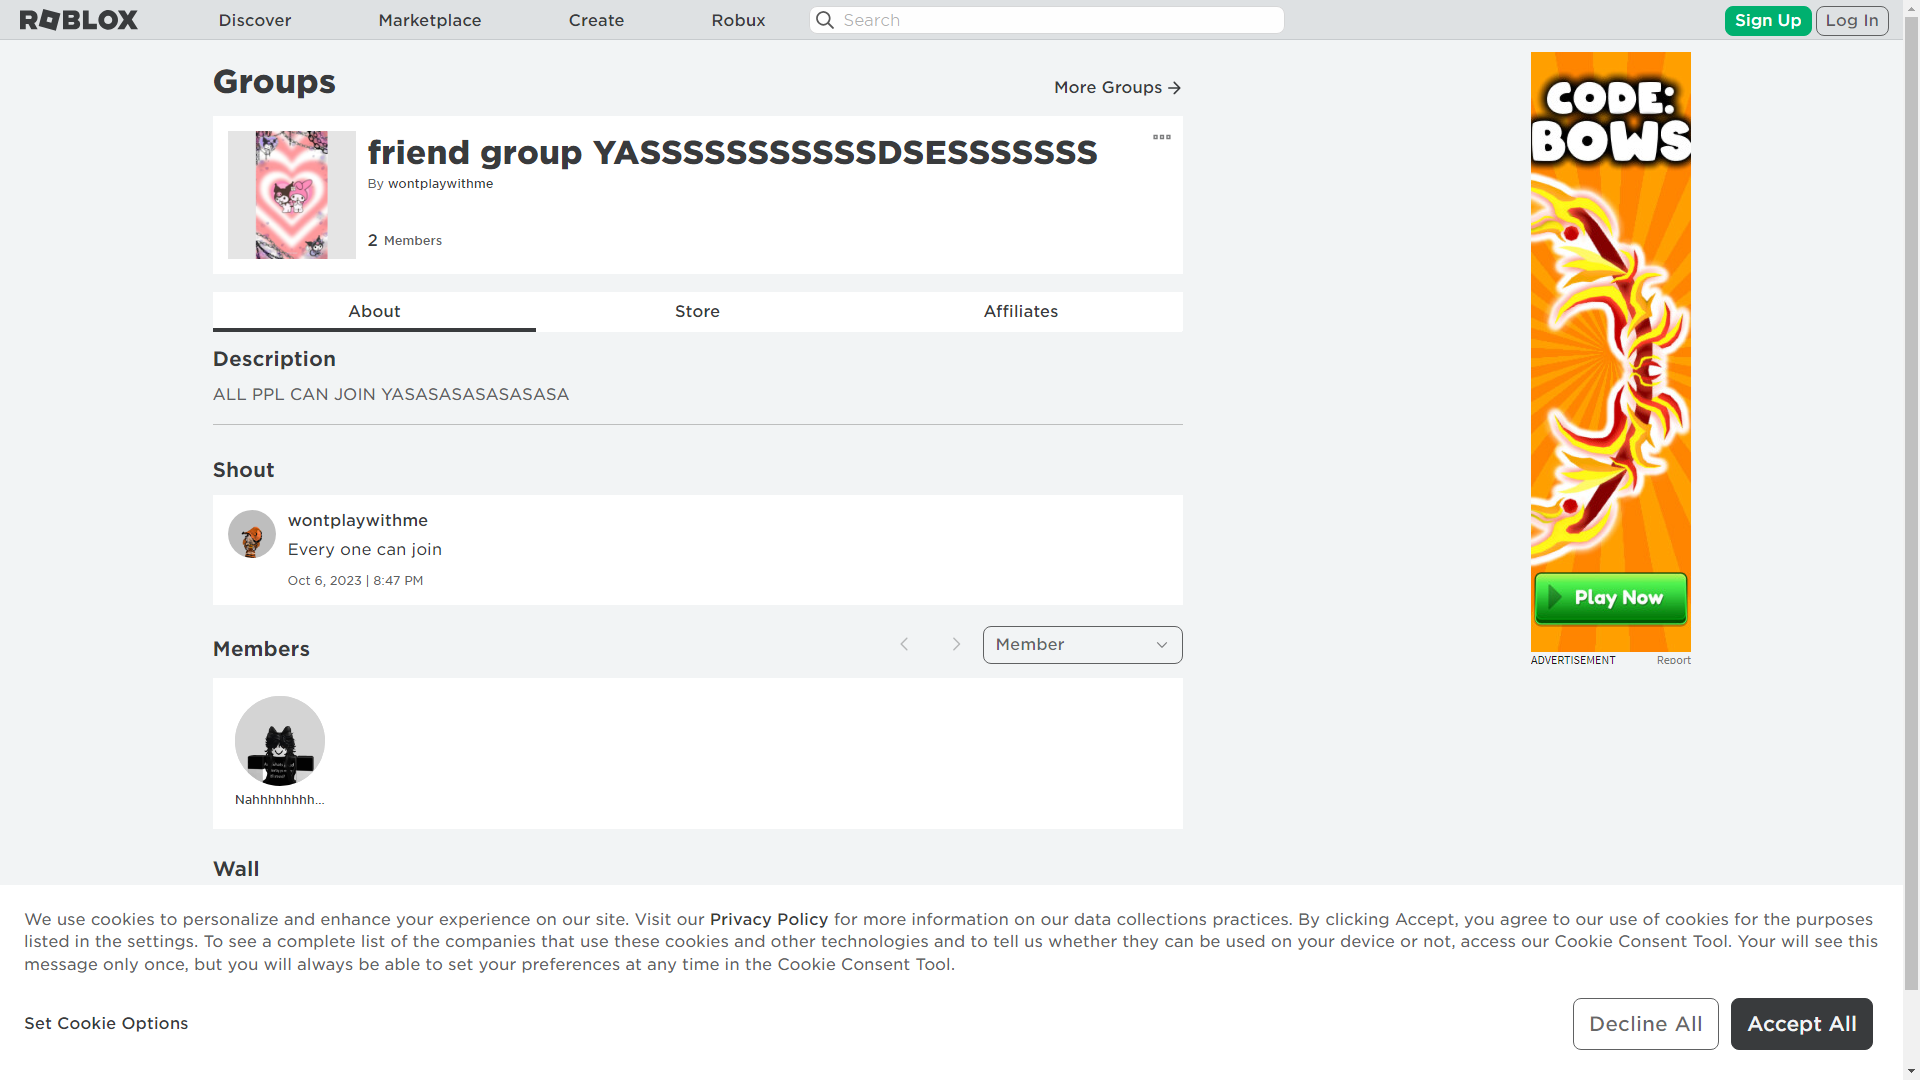 ROBLOX
Discover
Marketplace
Create
Robux
Search
Sign Up
Log In
Groups
More Groups
friend group YASSSSSSSSSSSDSESSSSSSS
By wontplaywithme
2 Members
About
Store
Affiliates
Description
ALL PPL CAN JOIN YASASASASASASASA
Shout
wontplaywithme
Every one can join
Oct 6, 2023 | 8:47 PM
Members
Member
Nahhhhhhhh...
Wall
CODE:
BOWS
Play Now
ADVERTISEMENT
Report
We use cookies to personalize and enhance your experience on our site. Visit our Privacy Policy for more information on our data collections practices. By clicking Accept, you agree to our use of cookies for the purposes
listed in the settings. To see a complete list of the companies that use these cookies and other technologies and to tell us whether they can be used on your device or not, access our Cookie Consent Tool. Your will see this
message only once, but you will always be able to set your preferences at any time in the Cookie Consent Tool.
Set Cookie Options
Decline All
Accept All